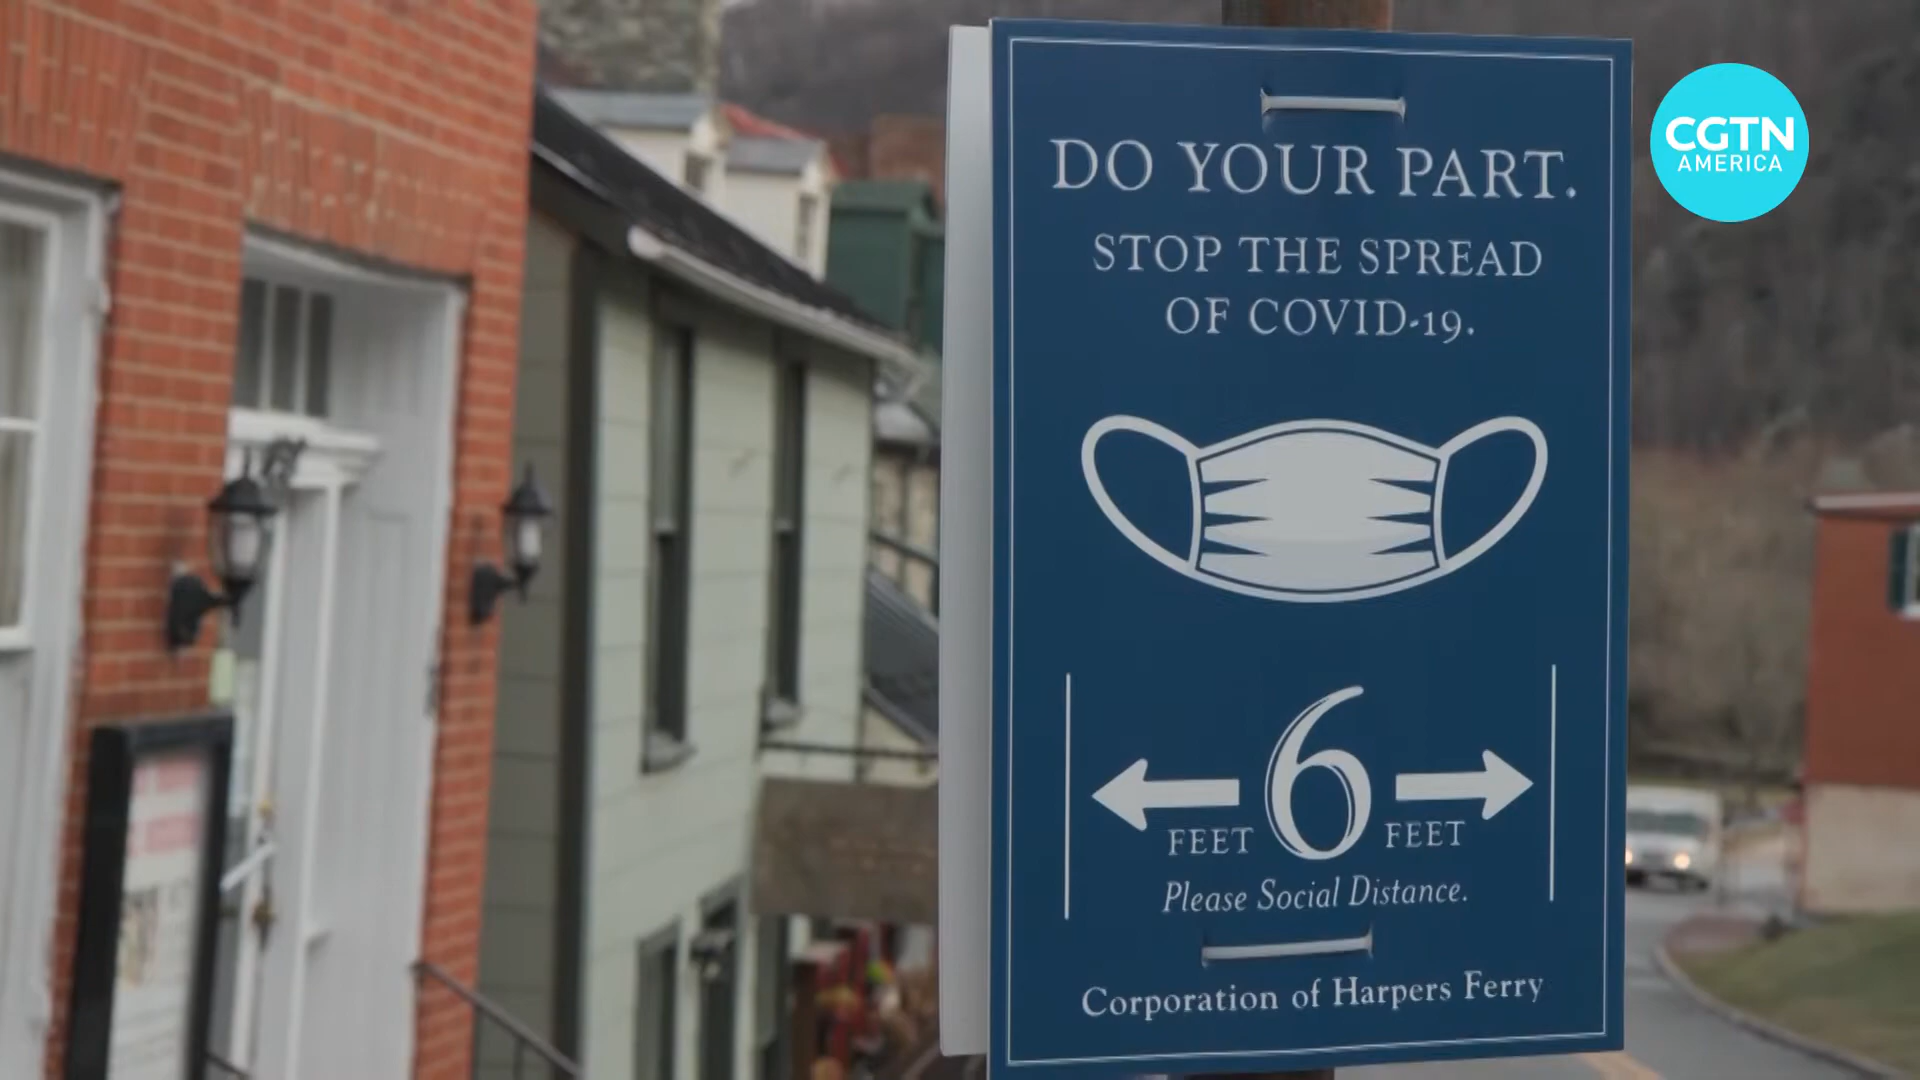 DO YOUR PART.
STOP THE SPREAD
OF COVID-19.
6
FEET FEET
Please Social Distance.
Corporation of Harpers Ferry
CGTN
AMERICA